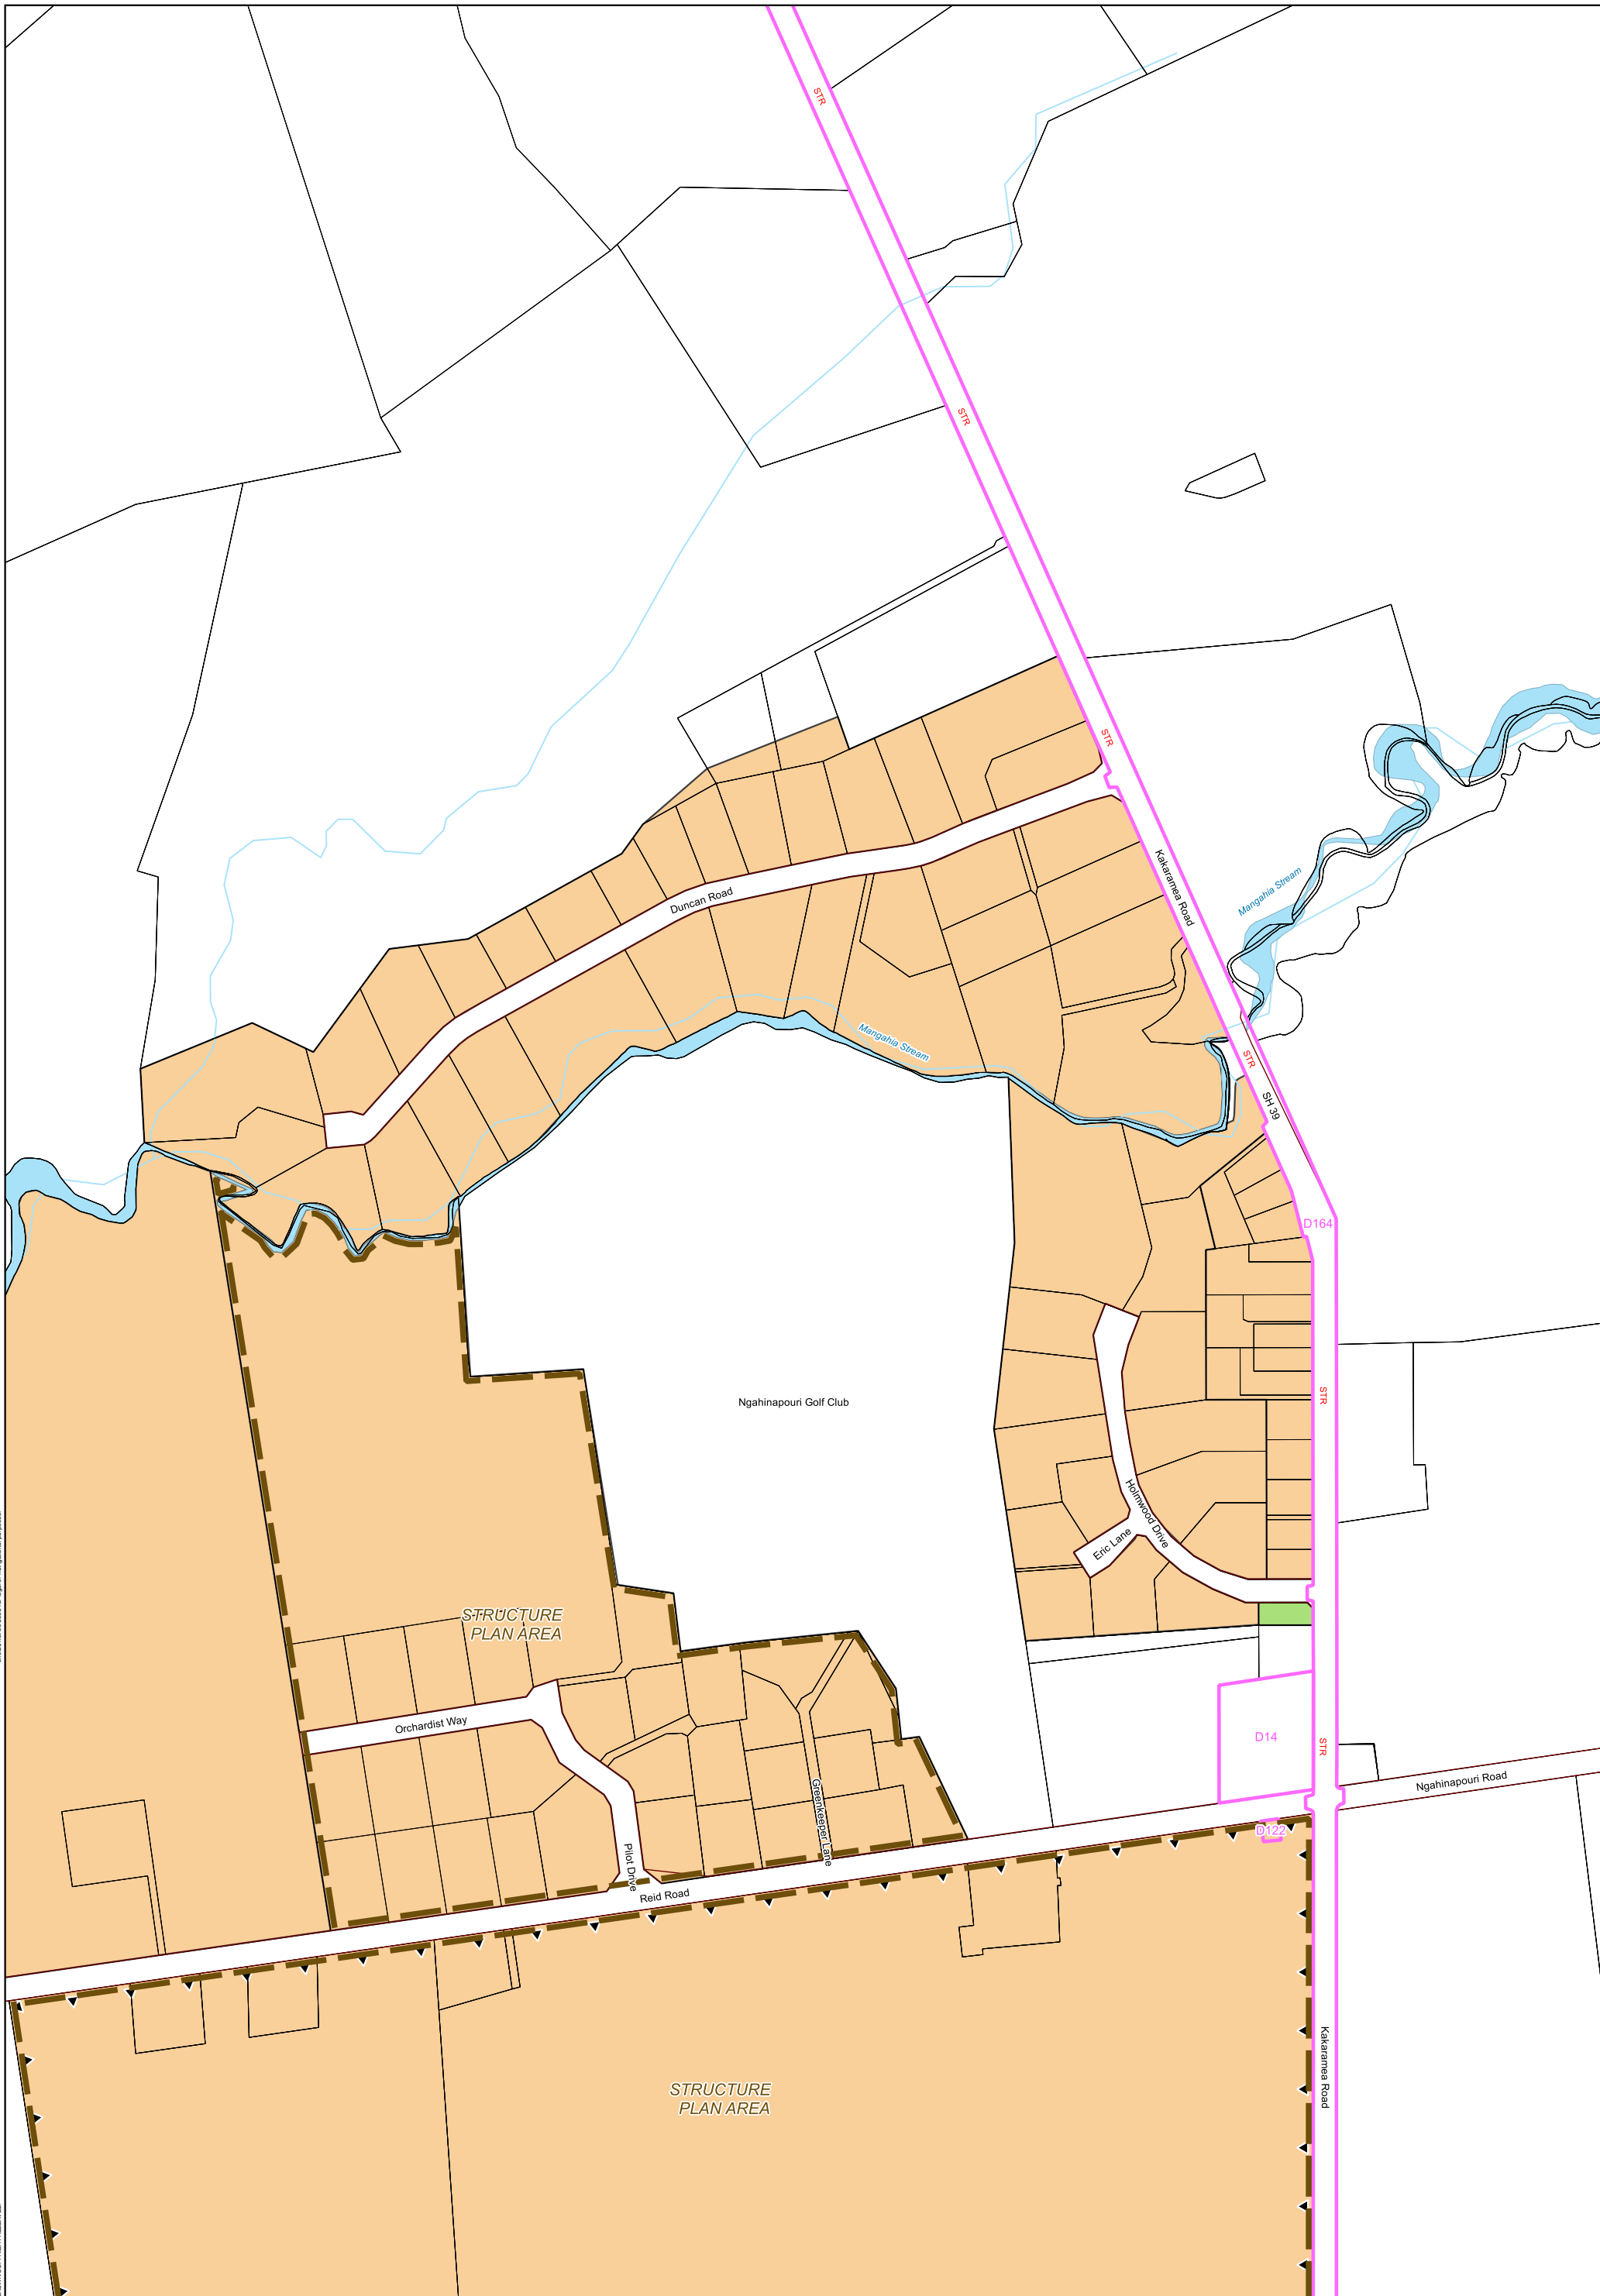 STR
STR
STR
Kakaramea Road
Mangahia Stream
Duncan Road
Mangahia Stream
STR
SH 39
D164
Ngahinapouri Golf Club
STR
Holmwood Drive
Eric Lane
STRUCTURE
PLAN AREA
Orchardist Way
D14
STR
Ngahinapouri Road
Greenkeeper Lane
D122
Pilot Drive
Reid Road
Kakaramea Road
STRUCTURE
PLAN AREA